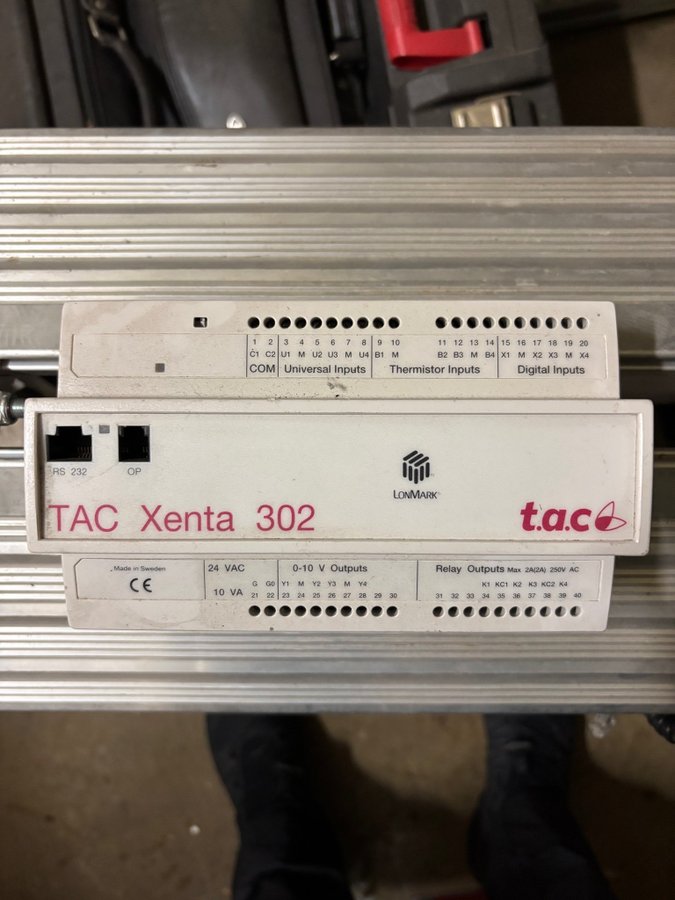 1 2 3 4 5 6 7 8 9 10 11 12 13 14 15 16 17 18 19 20
C1 C2 U1 M U2 U3 M U4 B1 M B2 B3 M B4 X1 M X2 X3 M X4
COM Universal Inputs Thermistor Inputs Digital Inputs
RS 232 OP
LONMARK
TAC Xenta 302 t.a.c
Made in Sweden 24 VAC 0-10 V Outputs Relay Outputs Max 2A(2A) 250V AC
CE 10 VA G G0 Y1 M Y2 Y3 M Y4 K1 KC1 K2 K3 KC2 K4
21 22 23 24 25 26 27 28 29 30 31 32 33 34 35 36 37 38 39 40